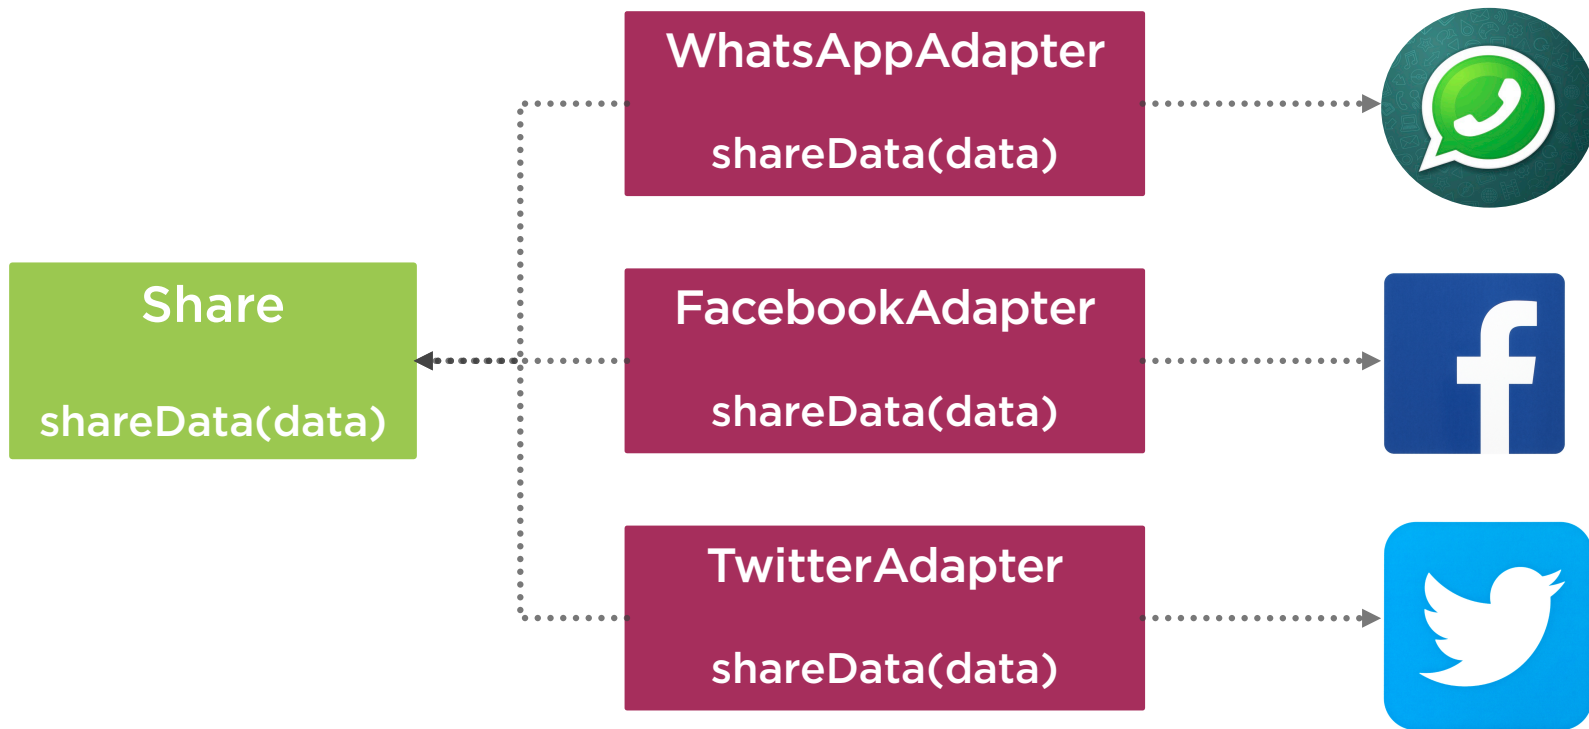 WhatsAppAdapter
shareData(data)
Share
shareData(data)
FacebookAdapter
shareData(data)
TwitterAdapter
shareData(data)